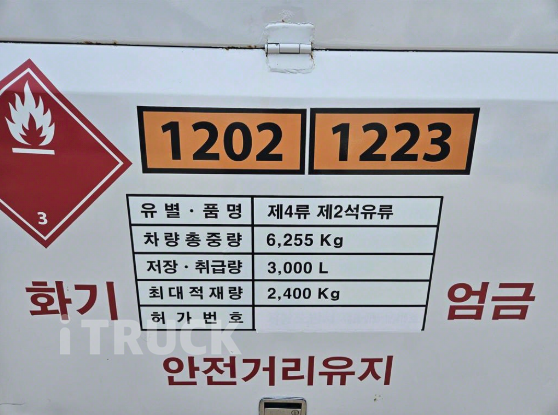 1202 1223
3
유별·품명 제4류 제2석유류
차량총중량 6,255 Kg
저장·취급량 3,000 L
최대적재량 2,400 Kg
허가번호
화기 엄금
iTRUCK
안전거리유지